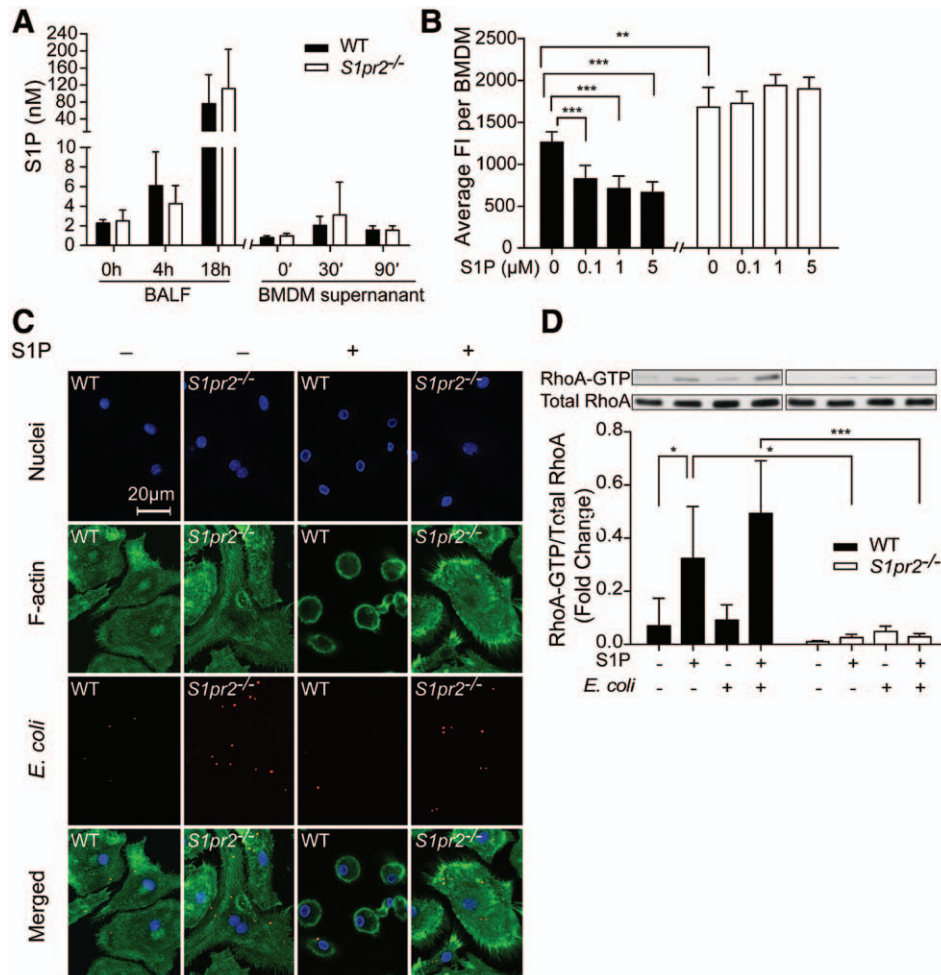 A
240
200
160
120
80
40
10
8
6
4
2
0
S1P (nM)
WT
S1pr2-/-
0h 4h 18h 0' 30' 90'
BALF BMDM supernanant
B
2500
2000
1500
1000
500
0
Average FI per BMDM
**
***
***
***
S1P (μM) 0 0.1 1 5 0 0.1 1 5
C
S1P – – + +
Nuclei
WT S1pr2-/- WT S1pr2-/-
20μm
F-actin
WT S1pr2-/- WT S1pr2-/-
E. coli
WT S1pr2-/- WT S1pr2-/-
Merged
WT S1pr2-/- WT S1pr2-/-
D
RhoA-GTP
Total RhoA
0.8
0.6
0.4
0.2
0.0
RhoA-GTP/Total RhoA
(Fold Change)
***
* *
WT
S1pr2-/-
S1P - + - + - + - +
E. coli - - + + - - + +